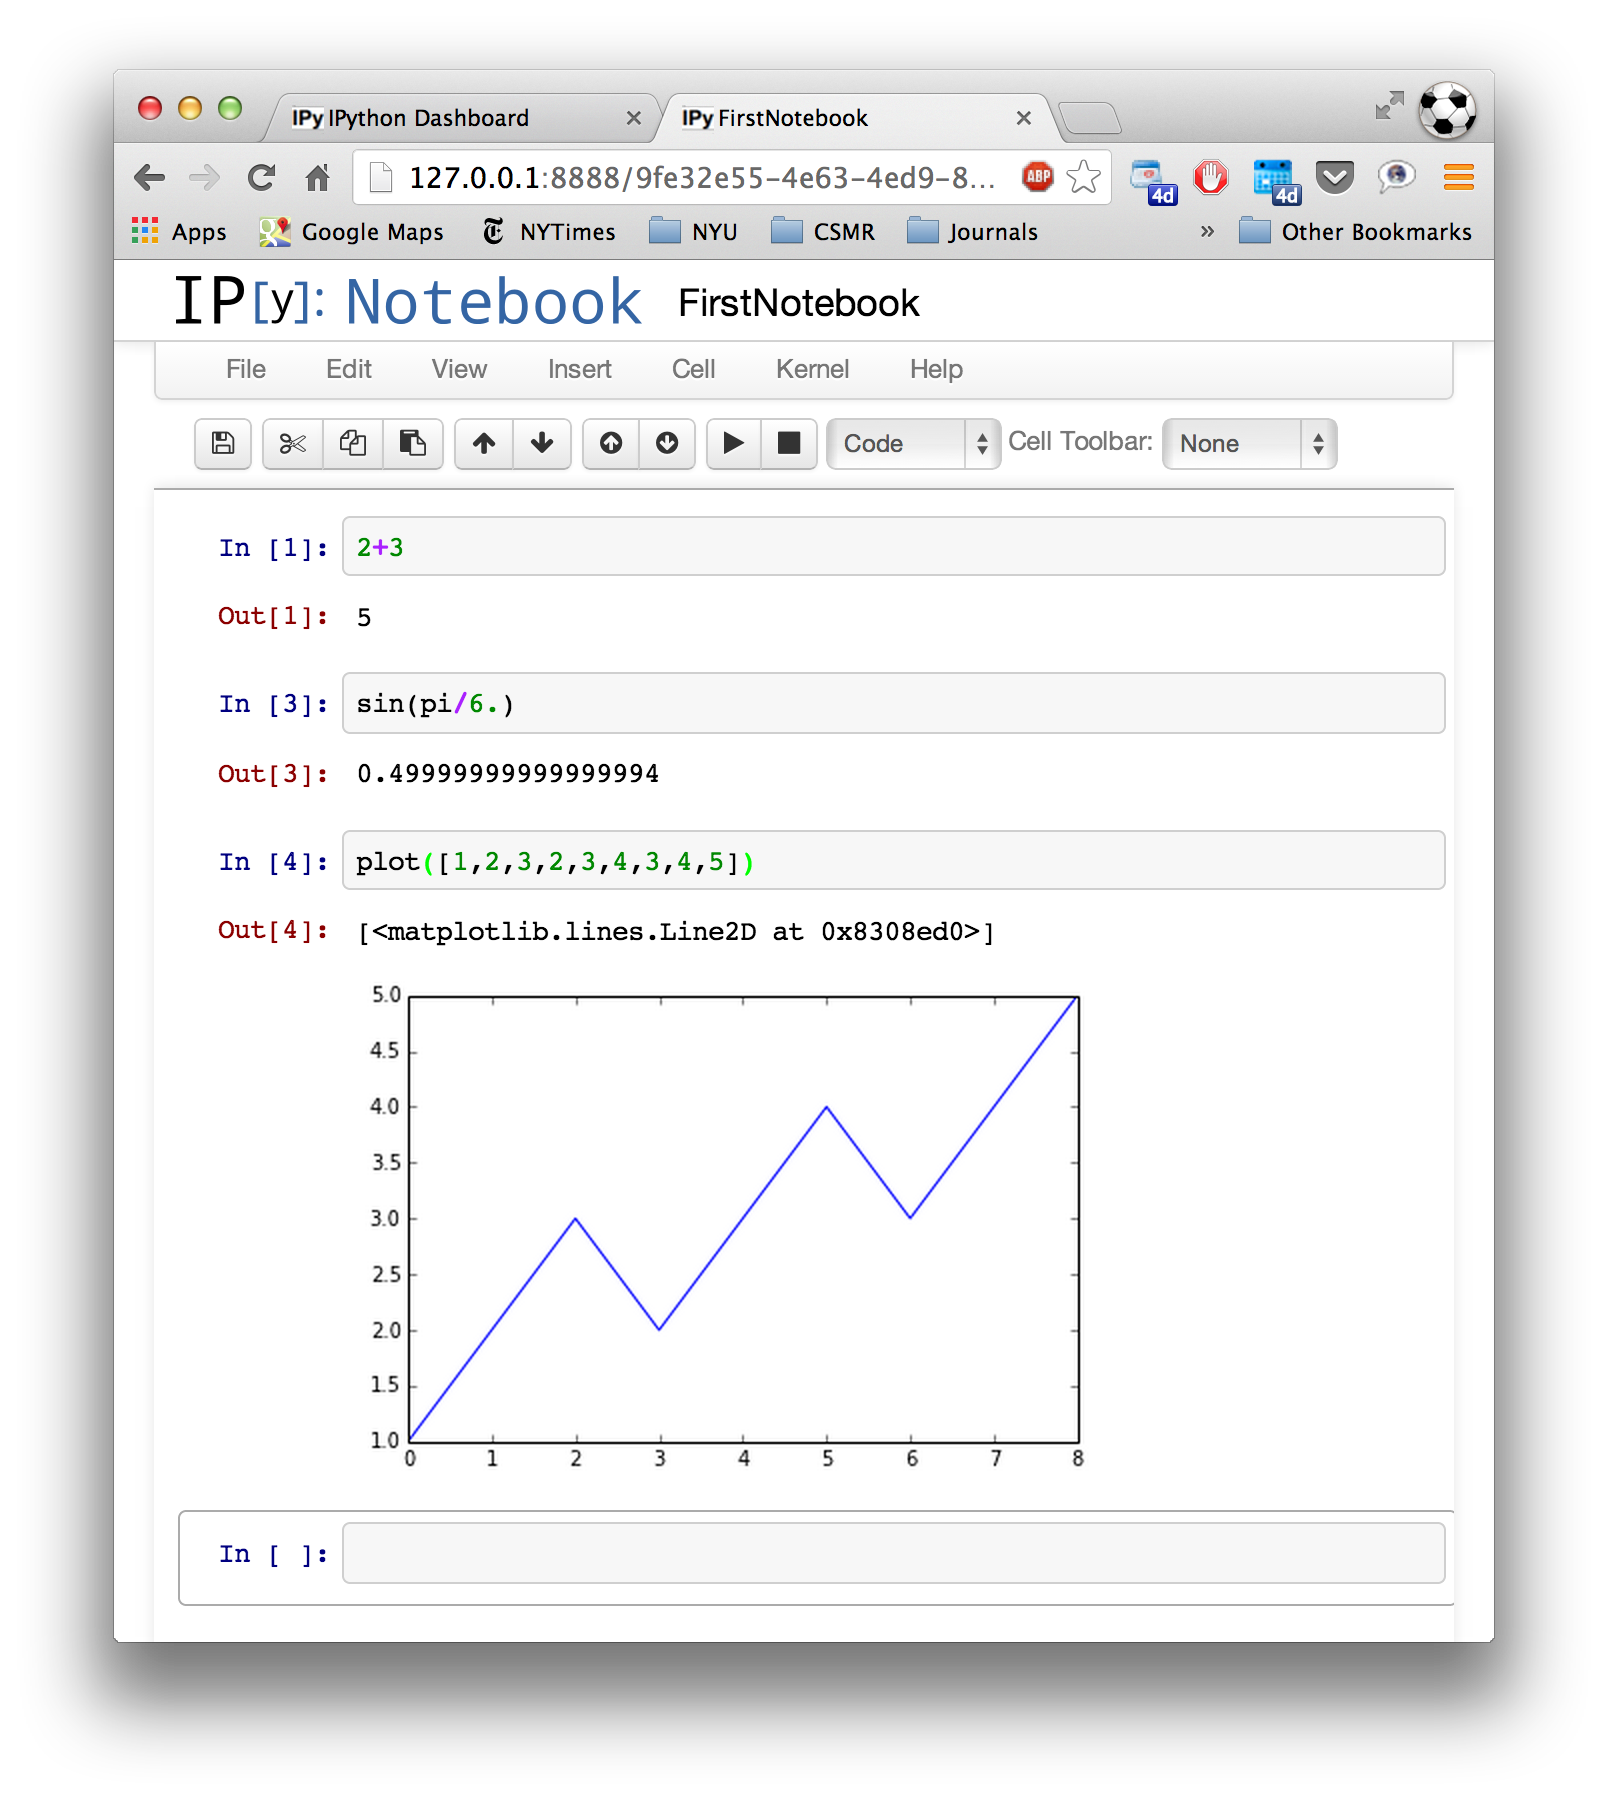 IPy IPython Dashboard × IPy FirstNotebook ×
127.0.0.1:8888/9fe32e55-4e63-4ed9-8... ABP 4d 4d
Apps Google Maps NYTimes NYU CSMR Journals » Other Bookmarks
IP[y]: Notebook FirstNotebook
File Edit View Insert Cell Kernel Help
Code Cell Toolbar: None
In [1]: 2+3
Out[1]: 5
In [3]: sin(pi/6.)
Out[3]: 0.49999999999999994
In [4]: plot([1,2,3,2,3,4,3,4,5])
Out[4]: [<matplotlib.lines.Line2D at 0x8308ed0>]
5.0
4.5
4.0
3.5
3.0
2.5
2.0
1.5
1.0
0 1 2 3 4 5 6 7 8
In [ ]: